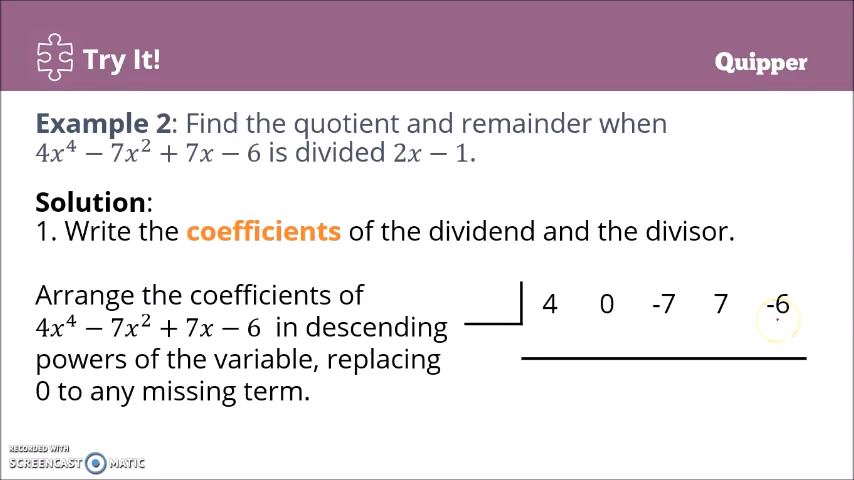 Try It!
Quipper
Example 2: Find the quotient and remainder when
4x⁴ − 7x² + 7x − 6 is divided 2x − 1.
Solution:
1. Write the coefficients of the dividend and the divisor.
Arrange the coefficients of
4x⁴ − 7x² + 7x − 6 in descending
powers of the variable, replacing
0 to any missing term.
4 0 -7 7 -6
RECORDED WITH
SCREENCAST MATIC